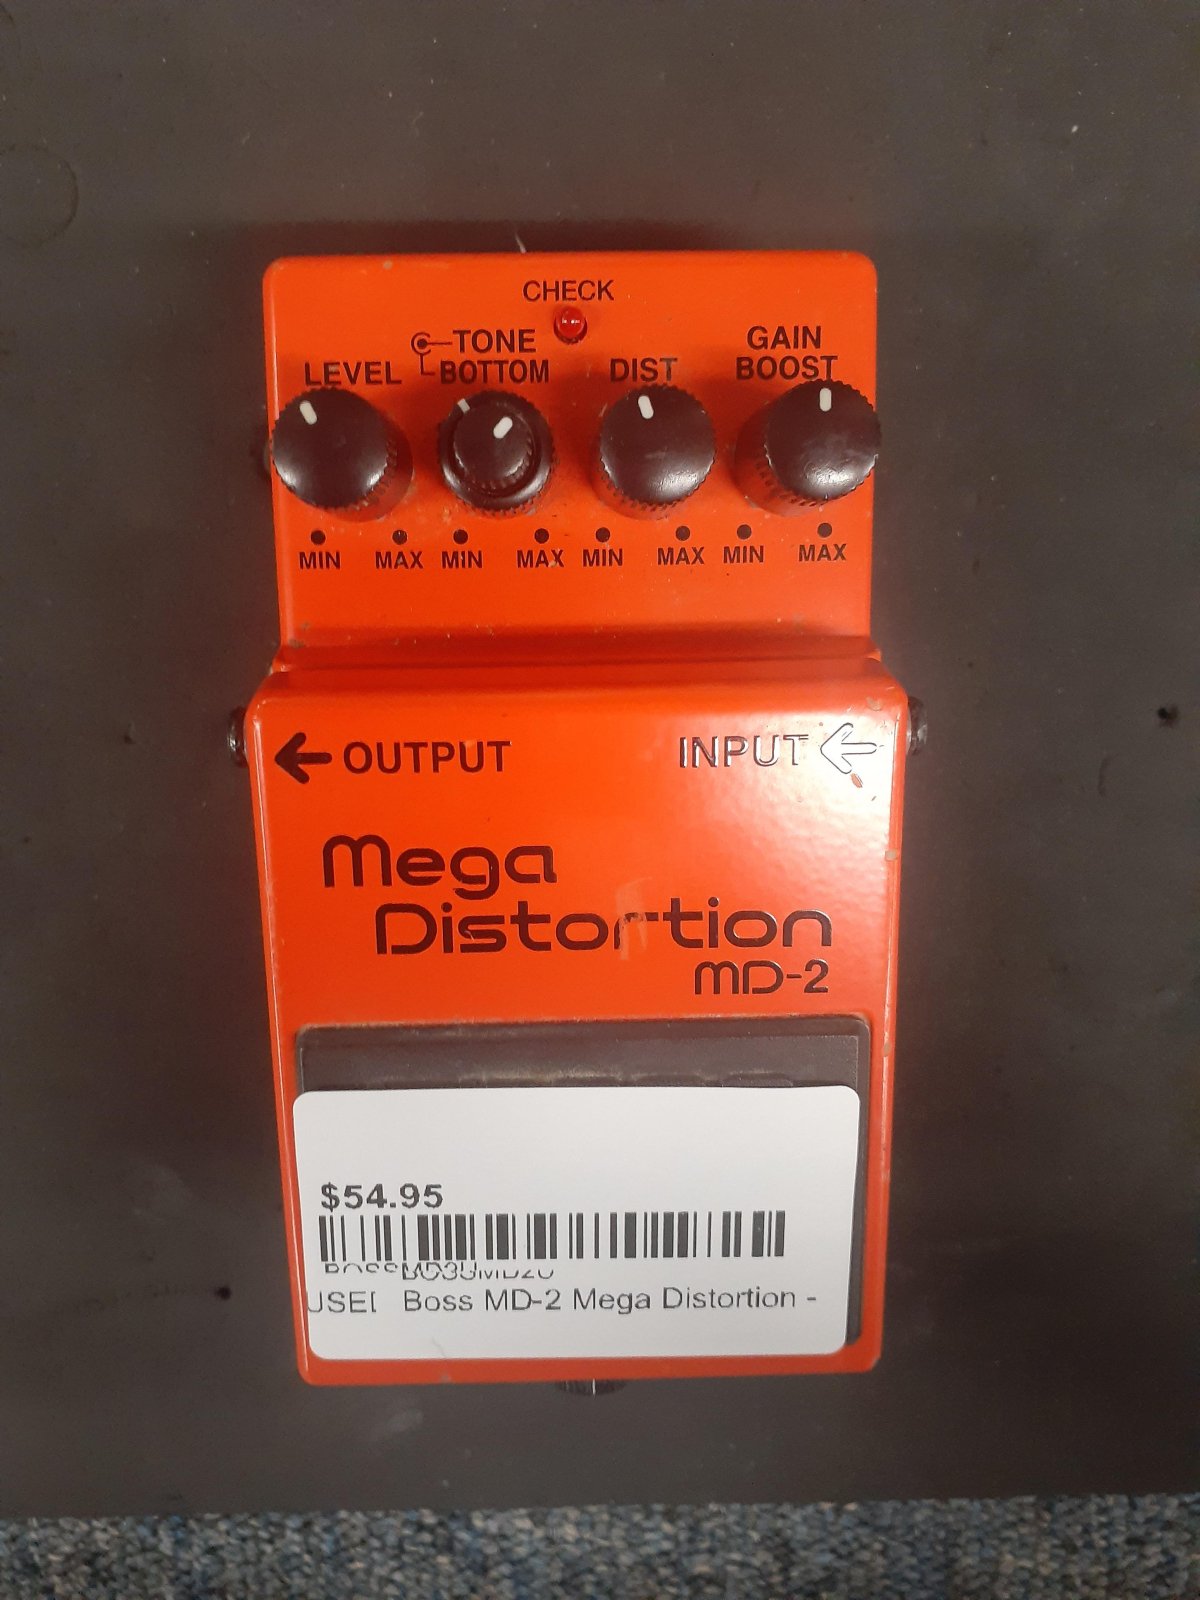 CHECK
TONE
GAIN
LEVEL BOTTOM DIST BOOST
MIN MAX MIN MAX MIN MAX MIN MAX
OUTPUT INPUT
Mega
Distortion
MD-2
$54.95
Boss MD-2 Mega Distortion -